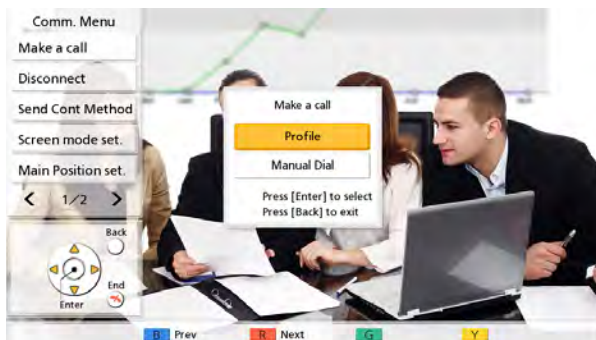 Comm. Menu
Make a call
Disconnect
Send Cont Method
Screen mode set.
Main Position set.
1/2
Back
End
Enter
Make a call
Profile
Manual Dial
Press [Enter] to select
Press [Back] to exit
B Prev R Next G Y